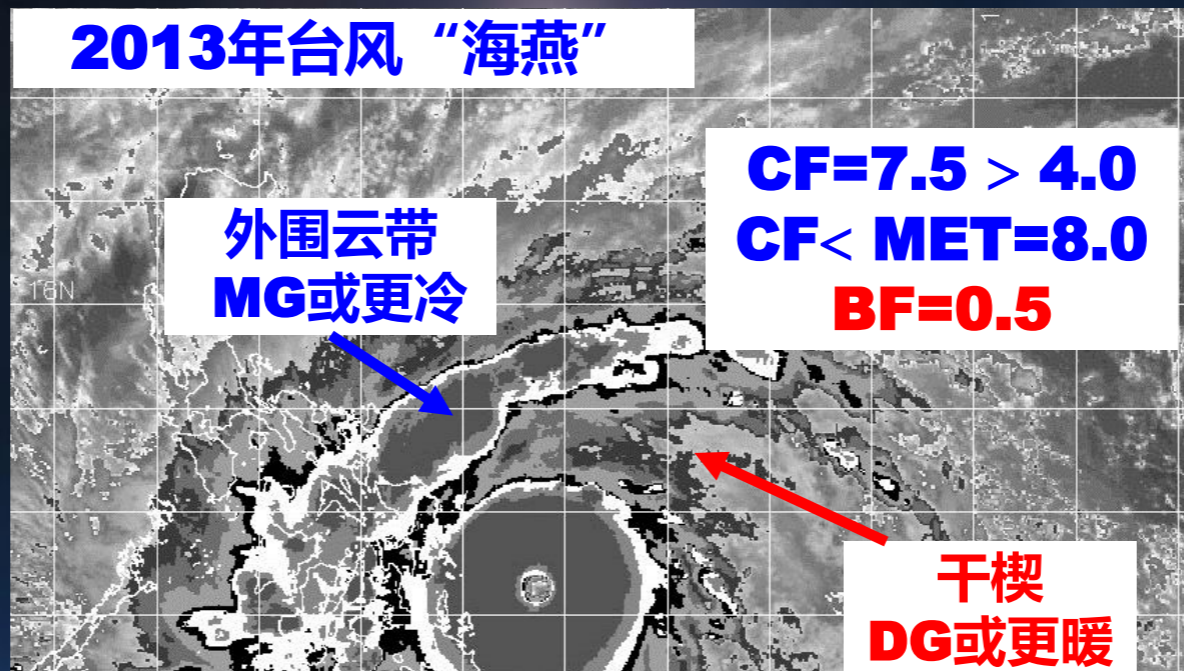 2013年台风“海燕”
CF=7.5 > 4.0
CF< MET=8.0
BF=0.5
外围云带
MG或更冷
16N
干楔
DG或更暖